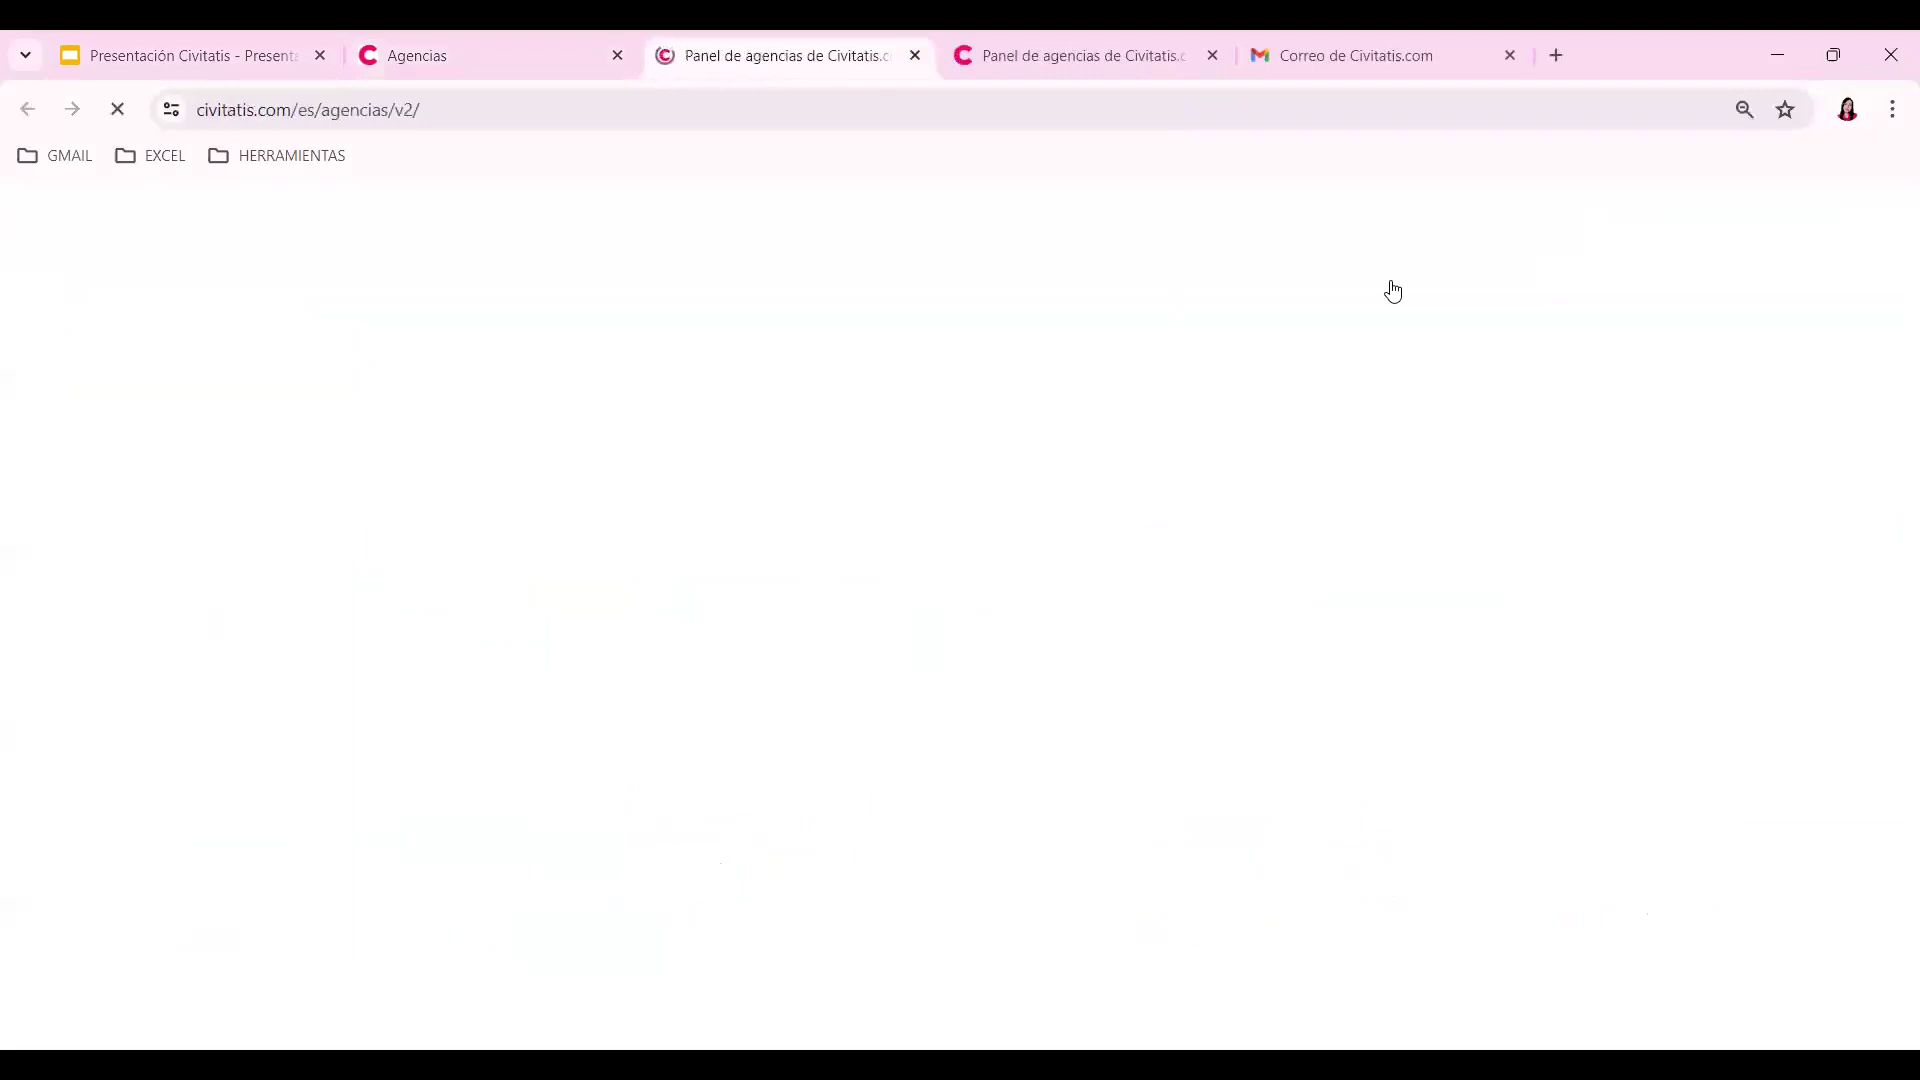 Presentación Civitatis - Present
Agencias
Panel de agencias de Civitatis.c
Panel de agencias de Civitatis.c
Correo de Civitatis.com
civitatis.com/es/agencias/v2/
GMAIL
EXCEL
HERRAMIENTAS